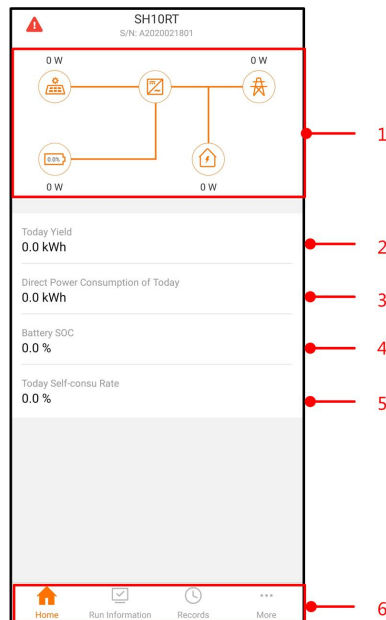 SH10RT
S/N: A2020021801
0 W
0 W
0.0%
0 W
0 W
1
Today Yield
0.0 kWh
2
Direct Power Consumption of Today
0.0 kWh
3
Battery SOC
0.0 %
4
Today Self-consu Rate
0.0 %
5
Home Run Information Records More
6